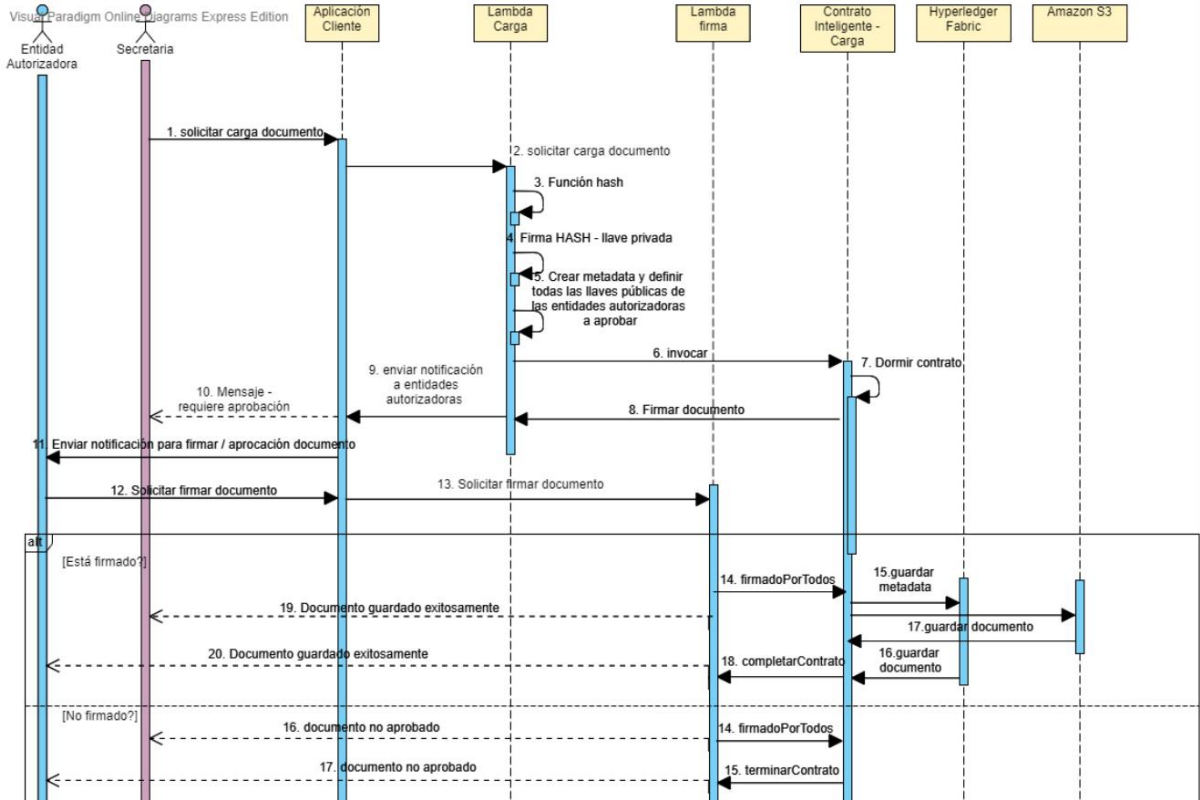 Visual Paradigm Online Diagrams Express Edition
Entidad
Autorizadora
Secretaria
Aplicación
Cliente
Lambda
Carga
Lambda
firma
Contrato
Inteligente -
Carga
Hyperledger
Fabric
Amazon S3
1. solicitar carga documento
2. solicitar carga documento
3. Función hash
4. Firma HASH - llave privada
5. Crear metadata y definir
todas las llaves públicas de
las entidades autorizadoras
a aprobar
6. invocar
7. Dormir contrato
8. Firmar documento
9. enviar notificación
a entidades
autorizadoras
10. Mensaje -
requiere aprobación
11. Enviar notificación para firmar / aprocación documento
12. Solicitar firmar documento
13. Solicitar firmar documento
alt
[Está firmado?]
14. firmadoPorTodos
15.guardar
metadata
19. Documento guardado exitosamente
17.guardar documento
16.guardar
documento
20. Documento guardado exitosamente
18. completarContrato
[No firmado?]
16. documento no aprobado
14. firmadoPorTodos
17. documento no aprobado
15. terminarContrato